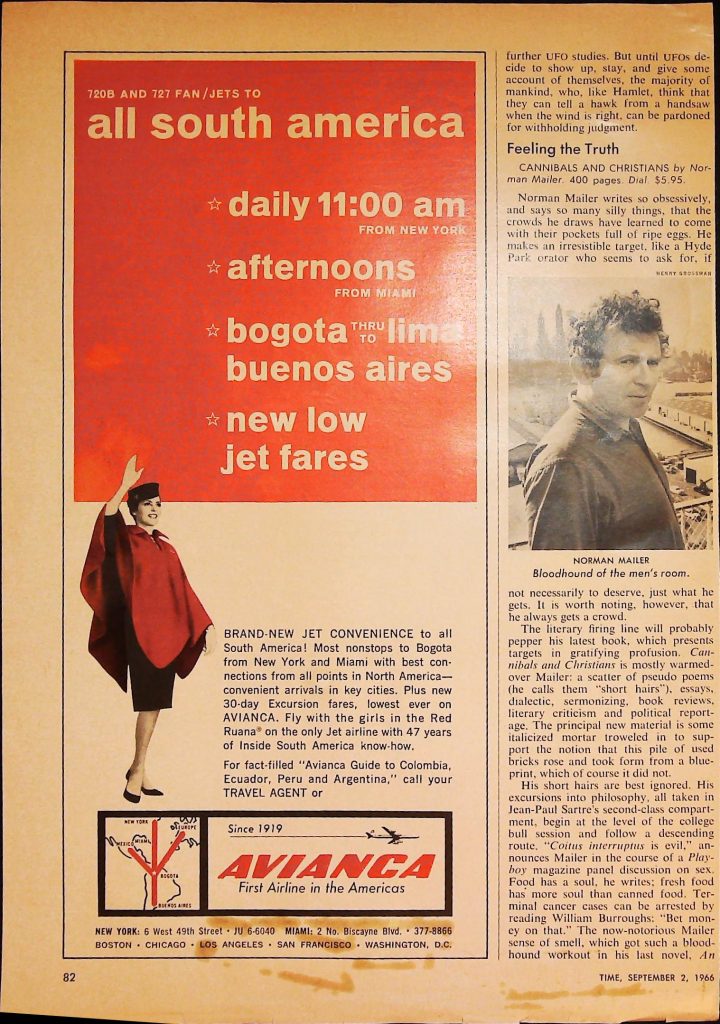 720B AND 727 FAN/JETS TO
all south america
☆ daily 11:00 am
FROM NEW YORK
☆ afternoons
FROM MIAMI
☆ bogota THRU TO lima
buenos aires
☆ new low
jet fares
BRAND-NEW JET CONVENIENCE to all
South America! Most nonstops to Bogota
from New York and Miami with best con-
nections from all points in North America—
convenient arrivals in key cities. Plus new
30-day Excursion fares, lowest ever on
AVIANCA. Fly with the girls in the Red
Ruana® on the only Jet airline with 47 years
of Inside South America know-how.
For fact-filled "Avianca Guide to Colombia,
Ecuador, Peru and Argentina," call your
TRAVEL AGENT or
NEW YORK
EUROPE
MEXICO
MIAMI
BOGOTA
BUENOS AIRES
Since 1919
AVIANCA
First Airline in the Americas
NEW YORK: 6 West 49th Street • JU 6-6040 MIAMI: 2 No. Biscayne Blvd. • 377-8866
BOSTON • CHICAGO • LOS ANGELES • SAN FRANCISCO • WASHINGTON, D.C.
82
further UFO studies. But until UFOs de-
cide to show up, stay, and give some
account of themselves, the majority of
mankind, who, like Hamlet, think that
they can tell a hawk from a handsaw
when the wind is right, can be pardoned
for withholding judgment.
Feeling the Truth
CANNIBALS AND CHRISTIANS by Nor-
man Mailer. 400 pages. Dial. $5.95.
Norman Mailer writes so obsessively,
and says so many silly things, that the
crowds he draws have learned to come
with their pockets full of ripe eggs. He
makes an irresistible target, like a Hyde
Park orator who seems to ask for, if
HENRY GROSSMAN
NORMAN MAILER
Bloodhound of the men's room.
not necessarily to deserve, just what he
gets. It is worth noting, however, that
he always gets a crowd.
The literary firing line will probably
pepper his latest book, which presents
targets in gratifying profusion. Can-
nibals and Christians is mostly warmed-
over Mailer: a scatter of pseudo poems
(he calls them "short hairs"), essays,
dialectic, sermonizing, book reviews,
literary criticism and political report-
age. The principal new material is some
italicized mortar troweled in to sup-
port the notion that this pile of used
bricks rose and took form from a blue-
print, which of course it did not.
His short hairs are best ignored. His
excursions into philosophy, all taken in
Jean-Paul Sartre's second-class compart-
ment, begin at the level of the college
bull session and follow a descending
route. "Coitus interruptus is evil," an-
nounces Mailer in the course of a Play-
boy magazine panel discussion on sex.
Food has a soul, he writes; fresh food
has more soul than canned food. Ter-
minal cancer cases can be arrested by
reading William Burroughs: "Bet mon-
ey on that." The now-notorious Mailer
sense of smell, which got such a blood-
hound workout in his last novel, An
TIME, SEPTEMBER 2, 1966